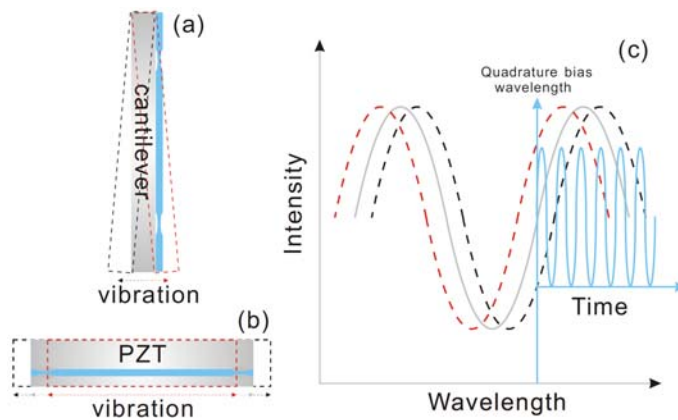 (a)
cantilever
vibration
(b)
PZT
vibration
(c)
Quadrature bias
wavelength
Intensity
Time
Wavelength